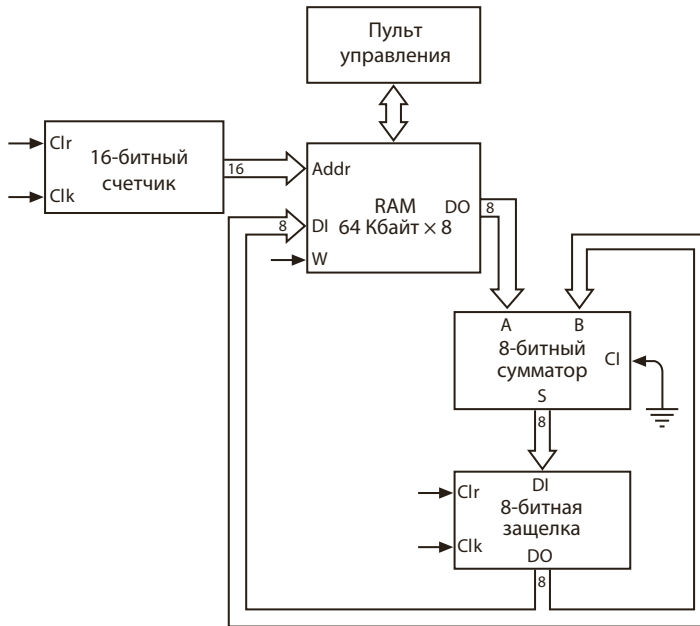 Пульт
управления
Clr
16-битный
счетчик
Clk
16
Addr
RAM
64 Кбайт × 8
DO
8
8
DI
W
A
B
8-битный
сумматор
CI
S
8
DI
Clr
8-битная
защелка
Clk
DO
8